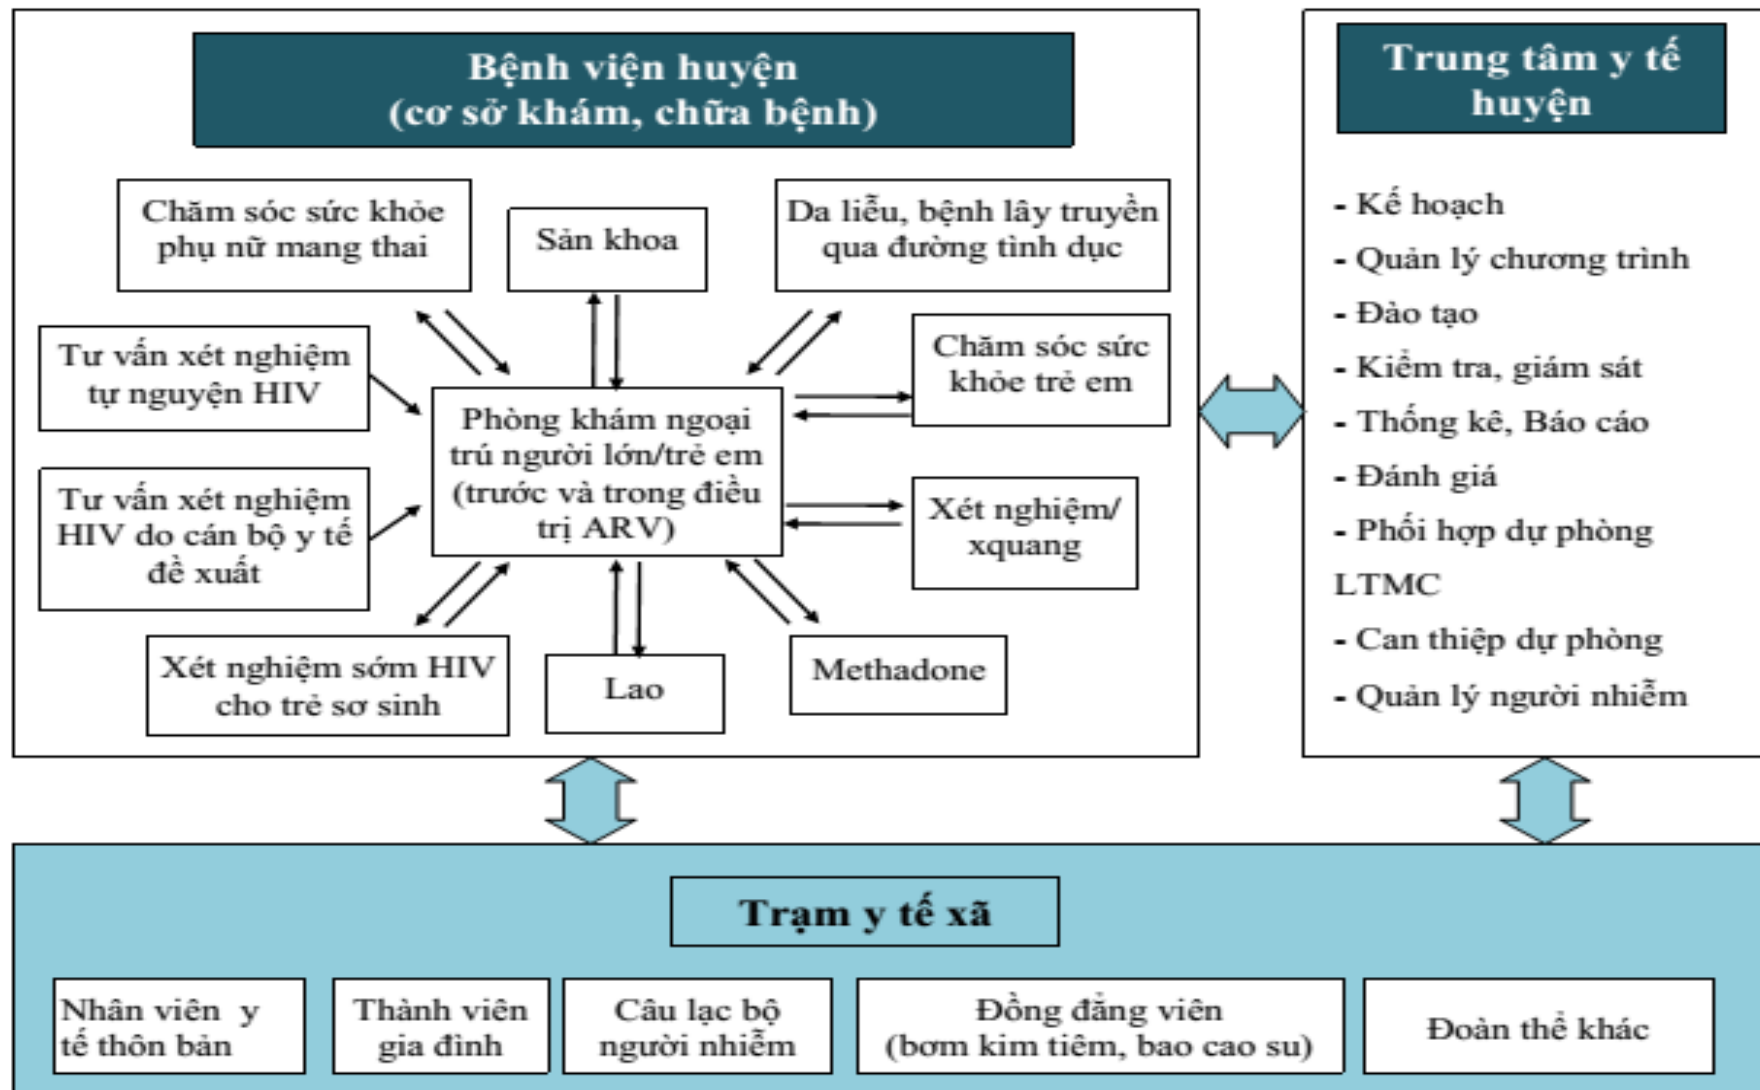 Bệnh viện huyện
(cơ sở khám, chữa bệnh)
Chăm sóc sức khỏe
phụ nữ mang thai
Sản khoa
Da liễu, bệnh lây truyền
qua đường tình dục
Tư vấn xét nghiệm
tự nguyện HIV
Chăm sóc sức
khỏe trẻ em
Phòng khám ngoại
trú người lớn/trẻ em
(trước và trong điều
trị ARV)
Tư vấn xét nghiệm
HIV do cán bộ y tế
đề xuất
Xét nghiệm/
xquang
Xét nghiệm sớm HIV
cho trẻ sơ sinh
Lao
Methadone
Trung tâm y tế
huyện
- Kế hoạch
- Quản lý chương trình
- Đào tạo
- Kiểm tra, giám sát
- Thống kê, Báo cáo
- Đánh giá
- Phối hợp dự phòng
LTMC
- Can thiệp dự phòng
- Quản lý người nhiễm
Trạm y tế xã
Nhân viên y
tế thôn bản
Thành viên
gia đình
Câu lạc bộ
người nhiễm
Đồng đẳng viên
(bơm kim tiêm, bao cao su)
Đoàn thể khác